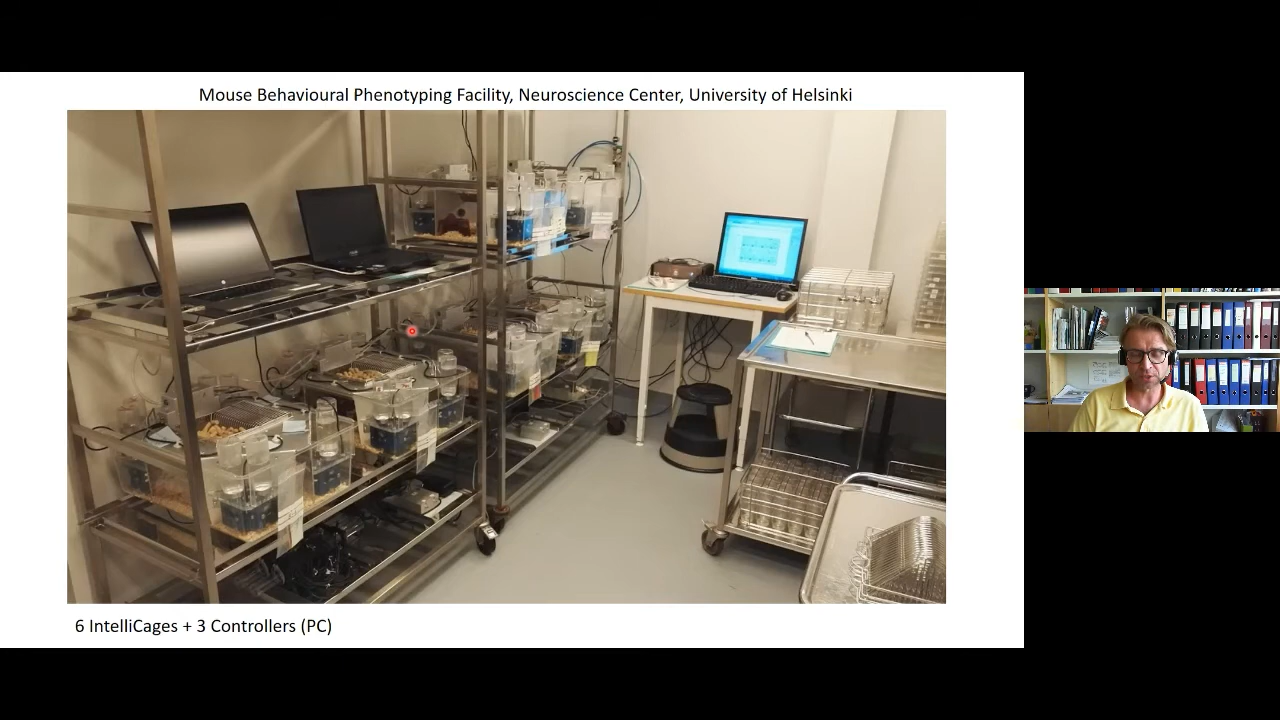 Mouse Behavioural Phenotyping Facility, Neuroscience Center, University of Helsinki
6 IntelliCages + 3 Controllers (PC)